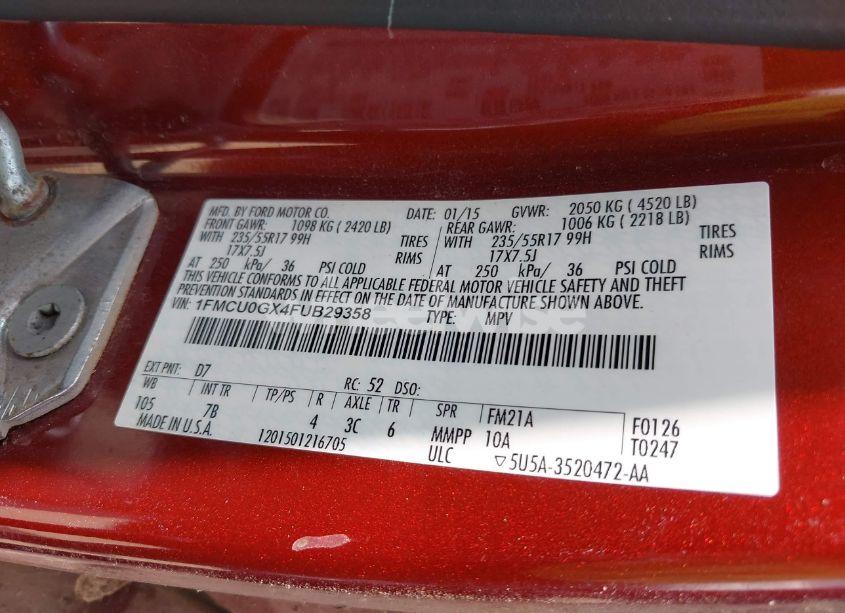 MFD. BY FORD MOTOR CO. DATE: 01/15 GVWR: 2050 KG ( 4520 LB)
FRONT GAWR: 1098 KG ( 2420 LB) REAR GAWR: 1006 KG ( 2218 LB)
WITH 235/55R17 99H TIRES WITH 235/55R17 99H TIRES
17X7.5J RIMS 17X7.5J RIMS
AT 250 kPa/ 36 PSI COLD AT 250 kPa/ 36 PSI COLD
THIS VEHICLE CONFORMS TO ALL APPLICABLE FEDERAL MOTOR VEHICLE SAFETY AND THEFT
PREVENTION STANDARDS IN EFFECT ON THE DATE OF MANUFACTURE SHOWN ABOVE.
VIN: 1FMCU0GX4FUB29358 TYPE: MPV
EXT PNT: D7 RC: 52 DSO:
WB INT TR TP/PS R AXLE TR SPR FM21A F0126
105 7B 4 3C 6 MMPP 10A T0247
MADE IN U.S.A. 1201501216705 ULC ▽5U5A-3520472-AA